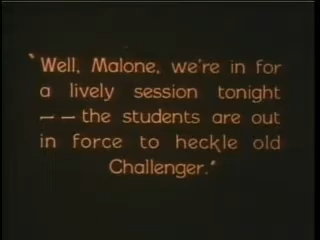 "Well, Malone, we're in for
a lively session tonight
— — the students are out
in force to heckle old
Challenger."